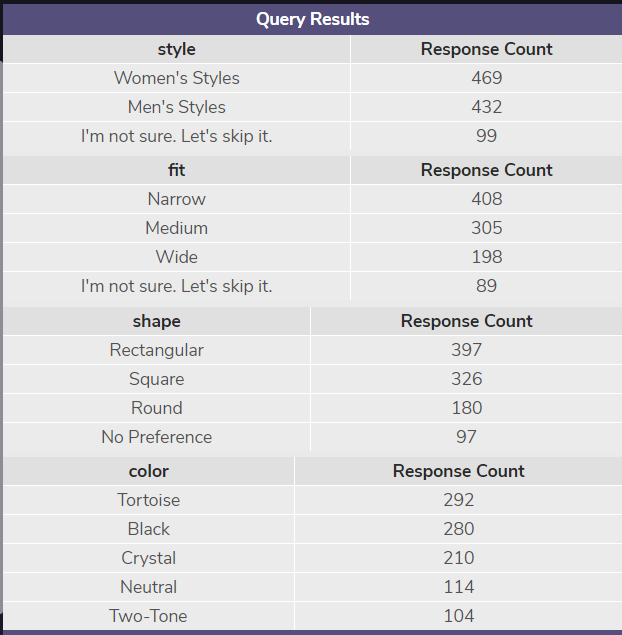 Query Results
style Response Count
Women's Styles 469
Men's Styles 432
I'm not sure. Let's skip it. 99
fit Response Count
Narrow 408
Medium 305
Wide 198
I'm not sure. Let's skip it. 89
shape Response Count
Rectangular 397
Square 326
Round 180
No Preference 97
color Response Count
Tortoise 292
Black 280
Crystal 210
Neutral 114
Two-Tone 104